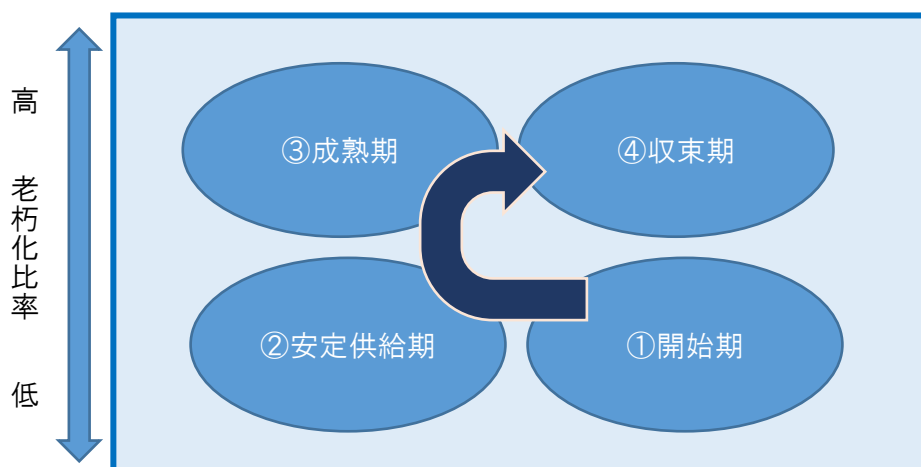 高 老朽化比率 低
③成熟期
④収束期
②安定供給期
①開始期